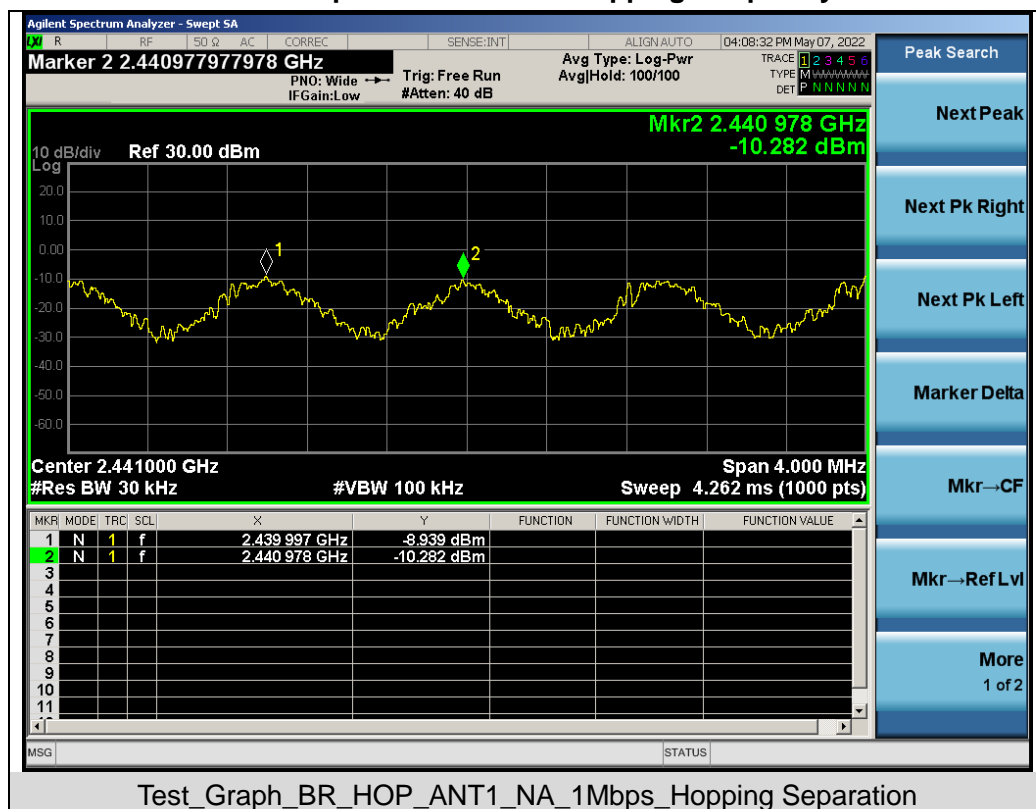 Agilent Spectrum Analyzer - Swept SA
LXI R RF 50 Ω AC CORREC SENSE:INT ALIGNAUTO 04:08:32 PM May 07, 2022
Marker 2 2.440977977978 GHz
PNO: Wide
IFGain:Low
Trig: Free Run
#Atten: 40 dB
Avg Type: Log-Pwr
Avg|Hold: 100/100
TRACE 1 2 3 4 5 6
TYPE M
DET P N N N N N
Peak Search
Next Peak
Next Pk Right
Next Pk Left
Marker Delta
Mkr→CF
Mkr→Ref Lvl
More
1 of 2
Mkr2 2.440 978 GHz
-10.282 dBm
10 dB/div Ref 30.00 dBm
Log
20.0
10.0
0.00
-10.0
-20.0
-30.0
-40.0
-50.0
-60.0
1
2
Center 2.441000 GHz Span 4.000 MHz
#Res BW 30 kHz #VBW 100 kHz Sweep 4.262 ms (1000 pts)
MKR MODE TRC SCL X Y FUNCTION FUNCTION WIDTH FUNCTION VALUE
1 N 1 f 2.439 997 GHz -8.939 dBm
2 N 1 f 2.440 978 GHz -10.282 dBm
3
4
5
6
7
8
9
10
11
MSG STATUS
Test_Graph_BR_HOP_ANT1_NA_1Mbps_Hopping Separation